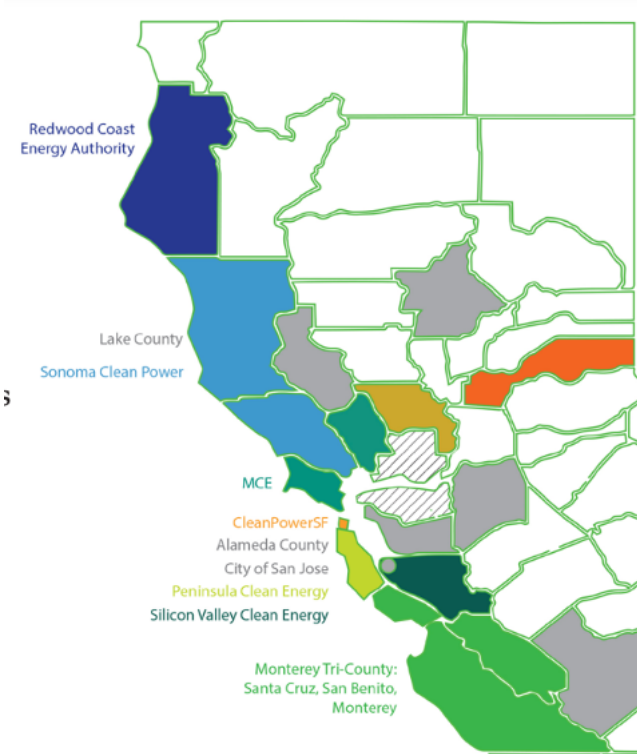 Redwood Coast
Energy Authority
Lake County
Sonoma Clean Power
s
MCE
CleanPowerSF
Alameda County
City of San Jose
Peninsula Clean Energy
Silicon Valley Clean Energy
Monterey Tri-County:
Santa Cruz, San Benito,
Monterey